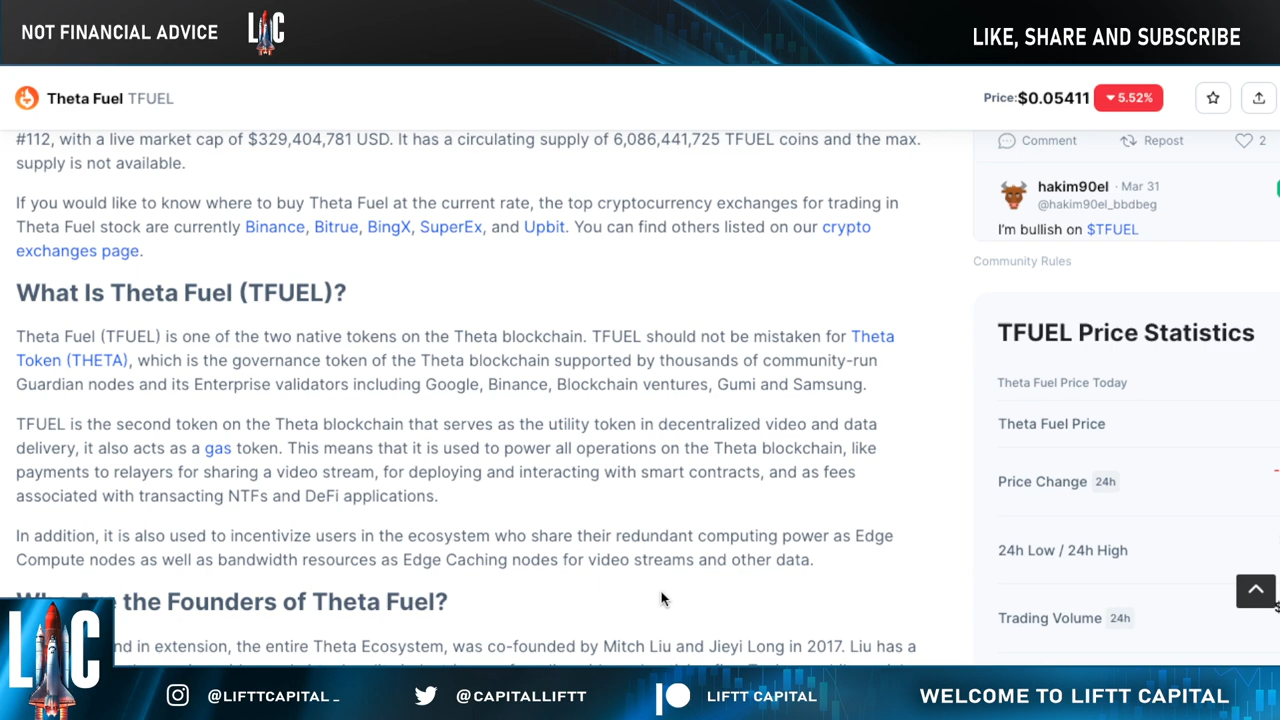 NOT FINANCIAL ADVICE
LC
LIKE, SHARE AND SUBSCRIBE
Theta Fuel TFUEL
Price:$0.05411 5.52%
#112, with a live market cap of $329,404,781 USD. It has a circulating supply of 6,086,441,725 TFUEL coins and the max.
supply is not available.
If you would like to know where to buy Theta Fuel at the current rate, the top cryptocurrency exchanges for trading in
Theta Fuel stock are currently Binance, Bitrue, BingX, SuperEx, and Upbit. You can find others listed on our crypto
exchanges page.
What Is Theta Fuel (TFUEL)?
Theta Fuel (TFUEL) is one of the two native tokens on the Theta blockchain. TFUEL should not be mistaken for Theta
Token (THETA), which is the governance token of the Theta blockchain supported by thousands of community-run
Guardian nodes and its Enterprise validators including Google, Binance, Blockchain ventures, Gumi and Samsung.
TFUEL is the second token on the Theta blockchain that serves as the utility token in decentralized video and data
delivery, it also acts as a gas token. This means that it is used to power all operations on the Theta blockchain, like
payments to relayers for sharing a video stream, for deploying and interacting with smart contracts, and as fees
associated with transacting NTFs and DeFi applications.
In addition, it is also used to incentivize users in the ecosystem who share their redundant computing power as Edge
Compute nodes as well as bandwidth resources as Edge Caching nodes for video streams and other data.
the Founders of Theta Fuel?
nd in extension, the entire Theta Ecosystem, was co-founded by Mitch Liu and Jieyi Long in 2017. Liu has a
Comment Repost 2
hakim90el · Mar 31
@hakim90el_bbdbeg
I'm bullish on $TFUEL
Community Rules
TFUEL Price Statistics
Theta Fuel Price Today
Theta Fuel Price
Price Change 24h
24h Low / 24h High
Trading Volume 24h
LC
@LIFTTCAPITAL_
@CAPITALLIFTT
LIFTT CAPITAL
WELCOME TO LIFTT CAPITAL